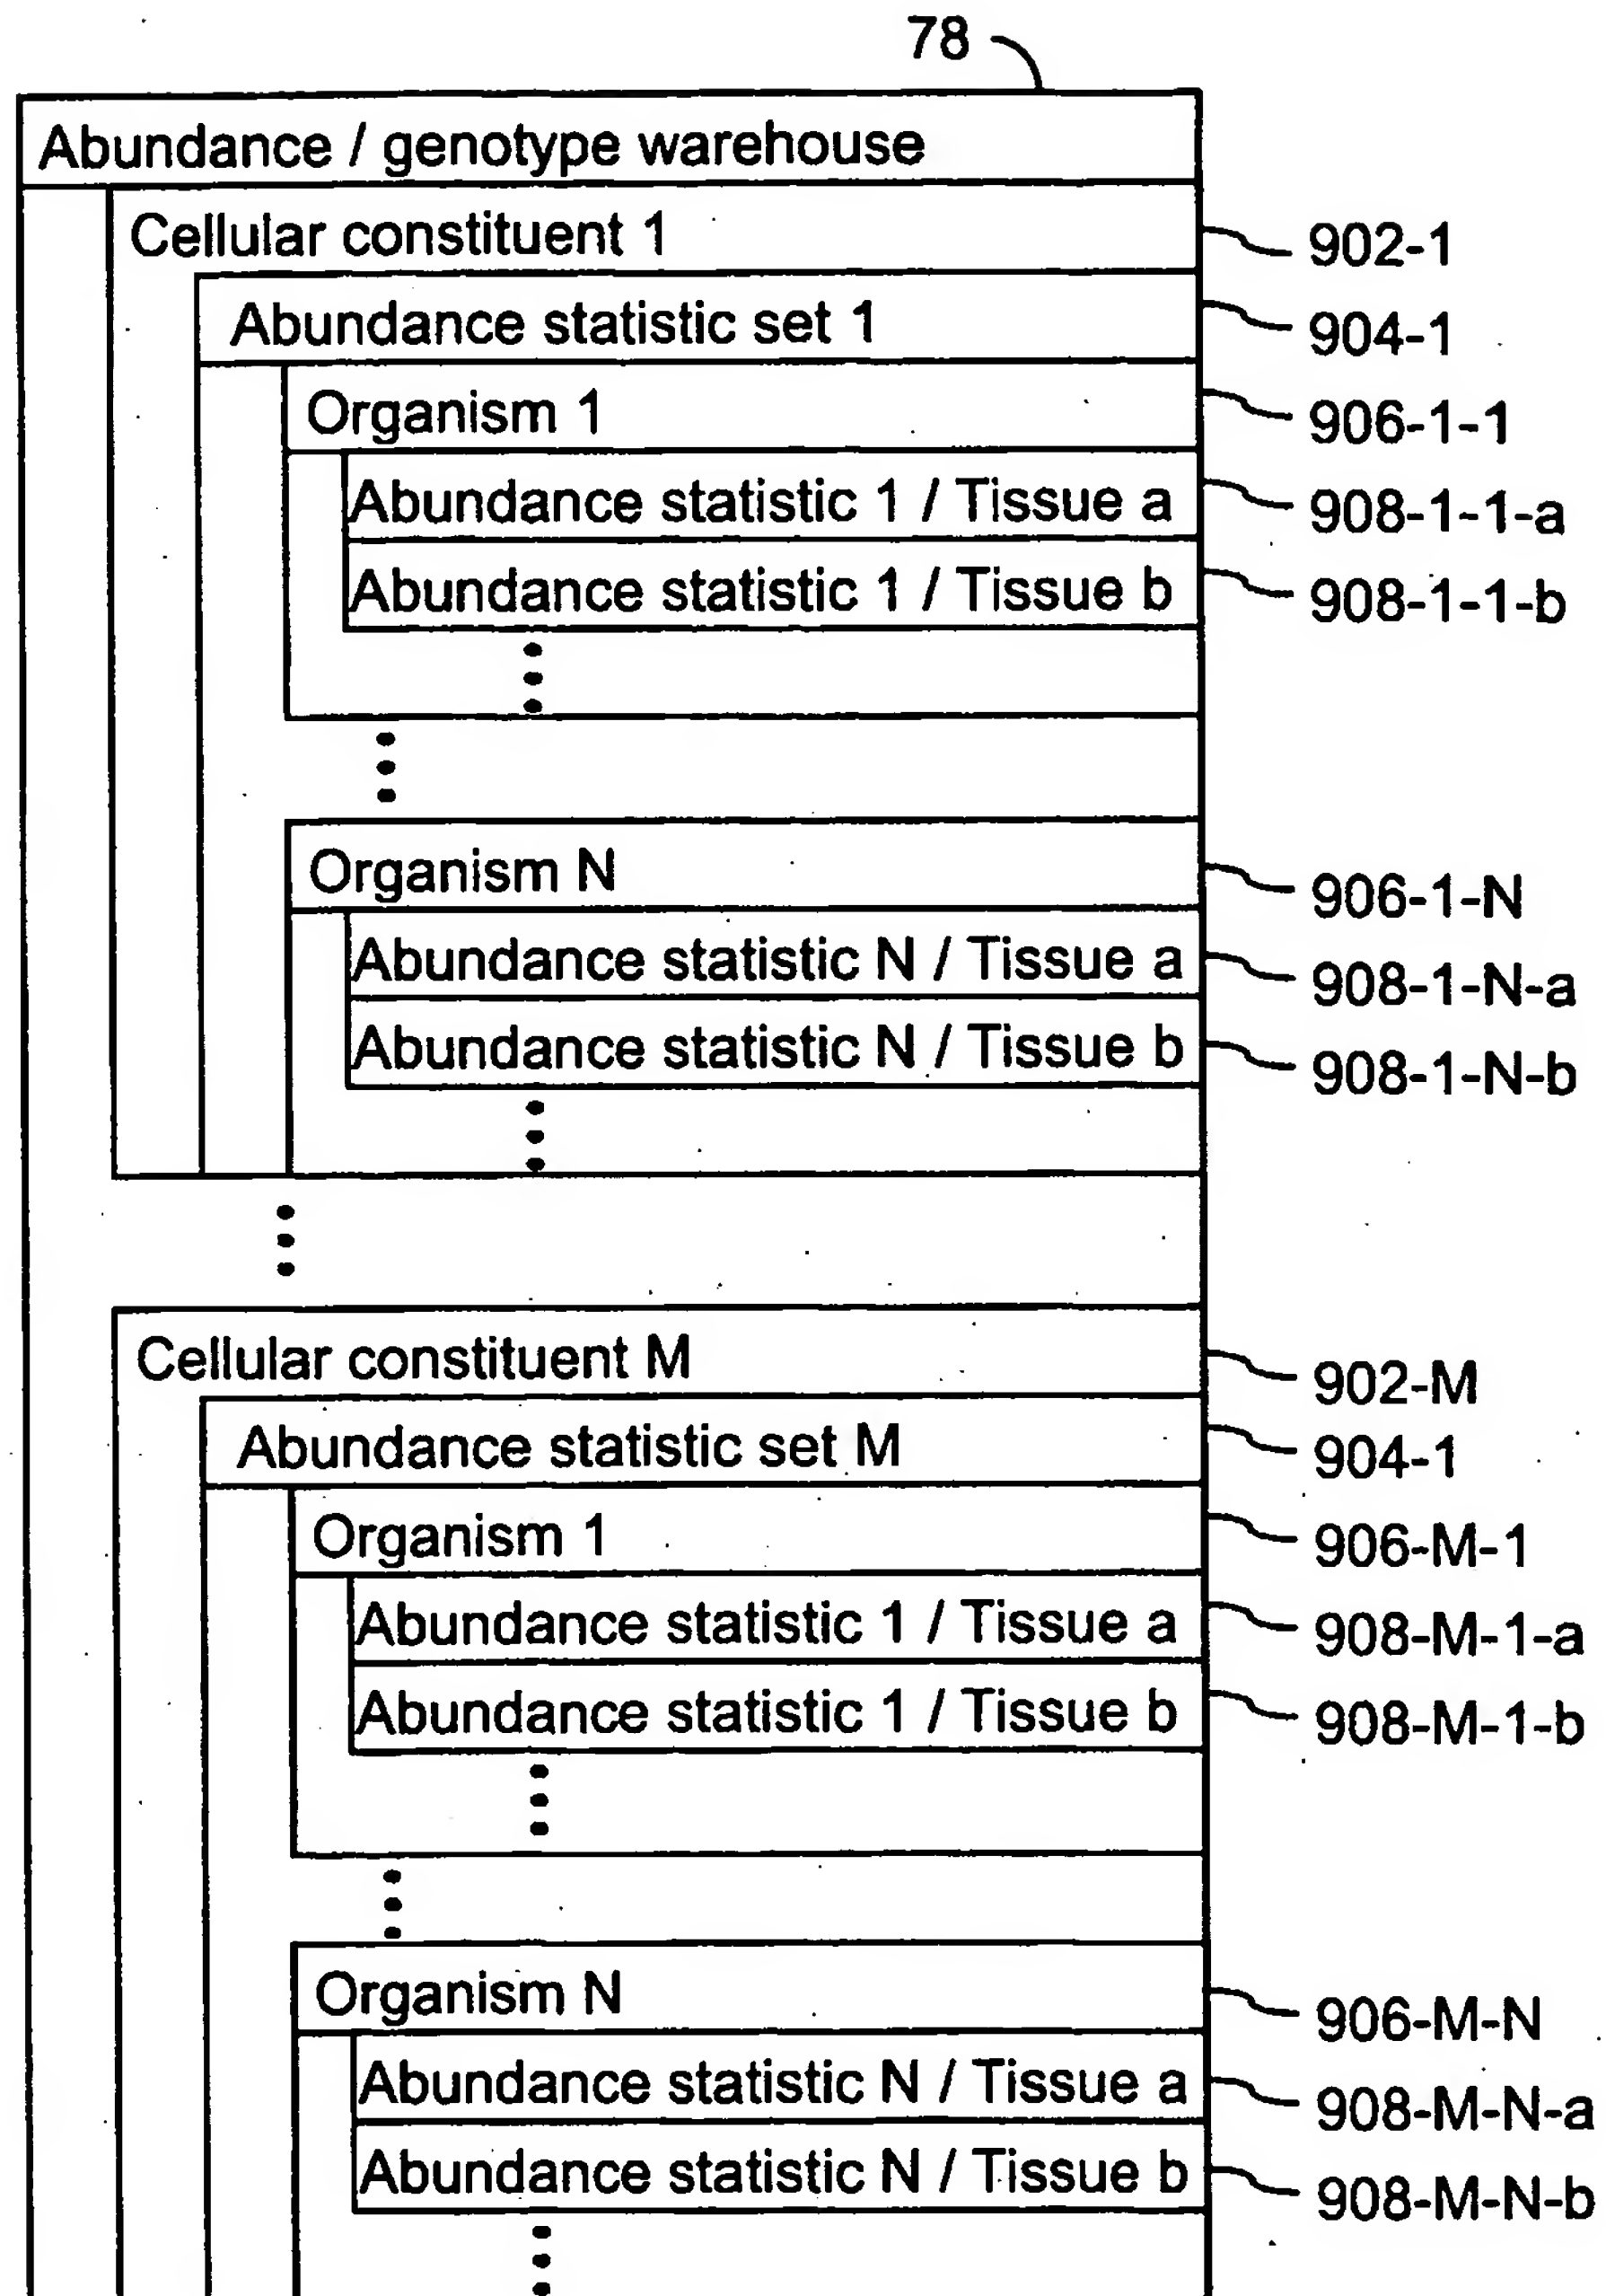 78
Abundance / genotype warehouse
Cellular constituent 1
902-1
Abundance statistic set 1
904-1
Organism 1
906-1-1
Abundance statistic 1 / Tissue a
908-1-1-a
Abundance statistic 1 / Tissue b
908-1-1-b
Organism N
906-1-N
Abundance statistic N / Tissue a
908-1-N-a
Abundance statistic N / Tissue b
908-1-N-b
Cellular constituent M
902-M
Abundance statistic set M
904-1
Organism 1
906-M-1
Abundance statistic 1 / Tissue a
908-M-1-a
Abundance statistic 1 / Tissue b
908-M-1-b
Organism N
906-M-N
Abundance statistic N / Tissue a
908-M-N-a
Abundance statistic N / Tissue b
908-M-N-b